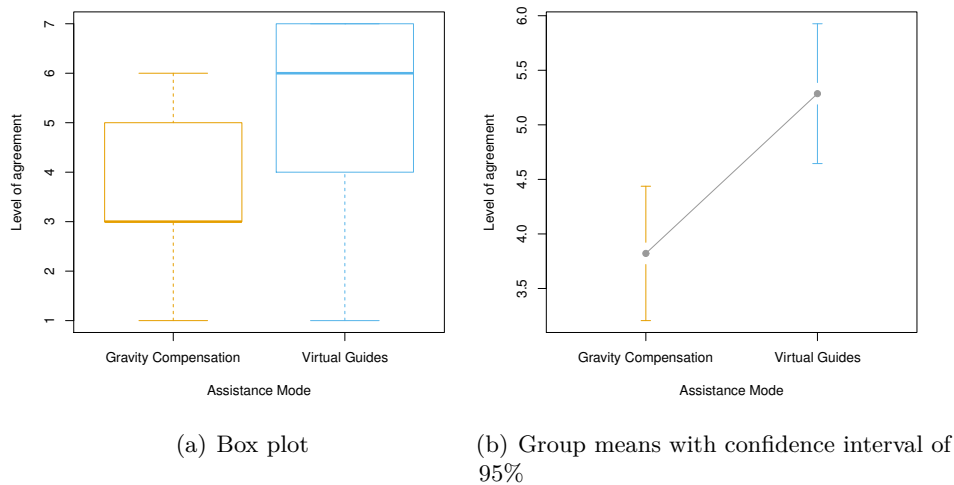 7
6
5
4
3
2
1
Level of agreement
Gravity Compensation
Virtual Guides
Assistance Mode
(a) Box plot
6.0
5.5
5.0
4.5
4.0
3.5
Level of agreement
Gravity Compensation
Virtual Guides
Assistance Mode
(b) Group means with confidence interval of
95%